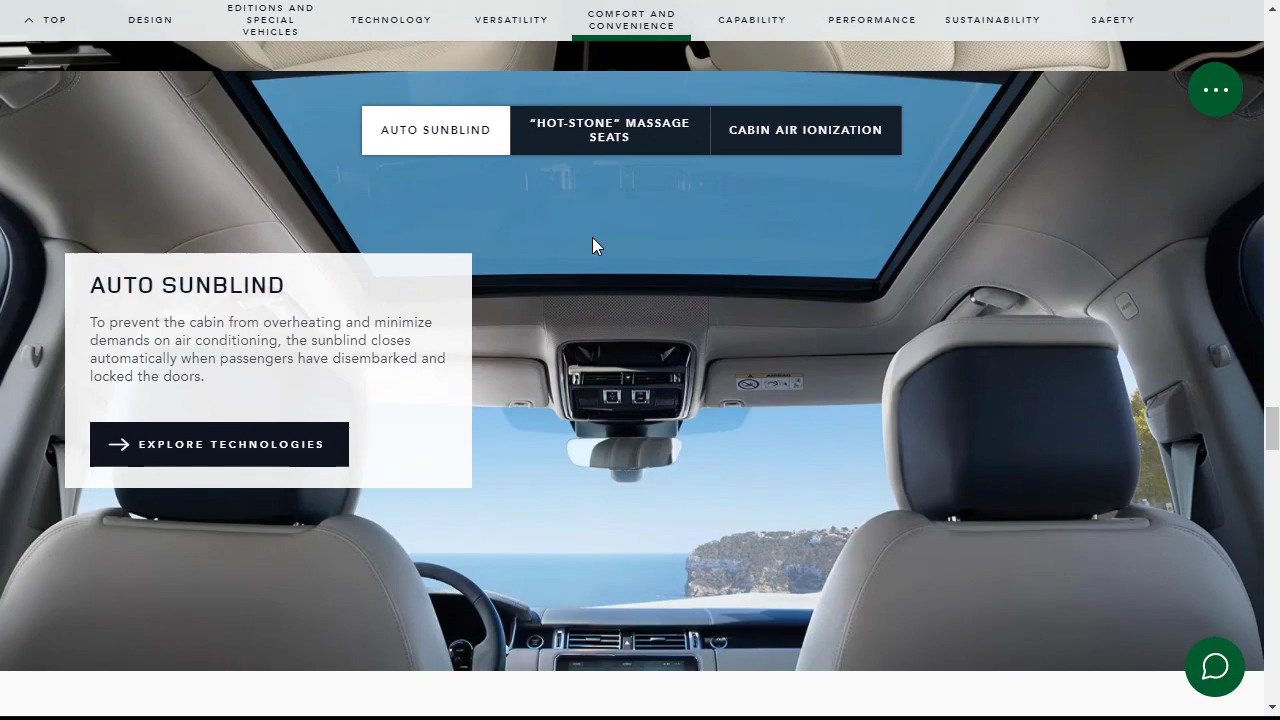 TOP
DESIGN
EDITIONS AND
SPECIAL
VEHICLES
TECHNOLOGY
VERSATILITY
COMFORT AND
CONVENIENCE
CAPABILITY
PERFORMANCE
SUSTAINABILITY
SAFETY
AUTO SUNBLIND
“HOT-STONE” MASSAGE
SEATS
CABIN AIR IONIZATION
AUTO SUNBLIND
To prevent the cabin from overheating and minimize
demands on air conditioning, the sunblind closes
automatically when passengers have disembarked and
locked the doors.
EXPLORE TECHNOLOGIES